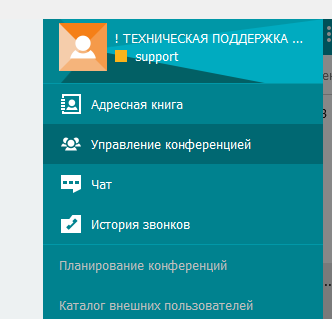 ! ТЕХНИЧЕСКАЯ ПОДДЕРЖКА ...
support
Адресная книга
Управление конференцией
Чат
История звонков
Планирование конференций
Каталог внешних пользователей